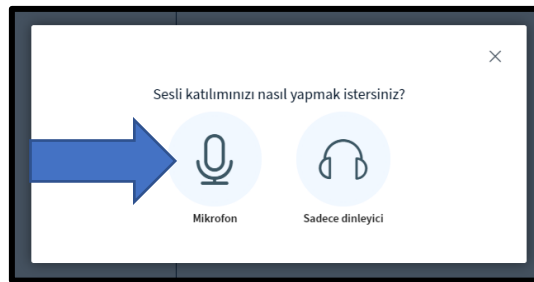 Sesli katılımınızı nasıl yapmak istersiniz?
Mikrofon
Sadece dinleyici